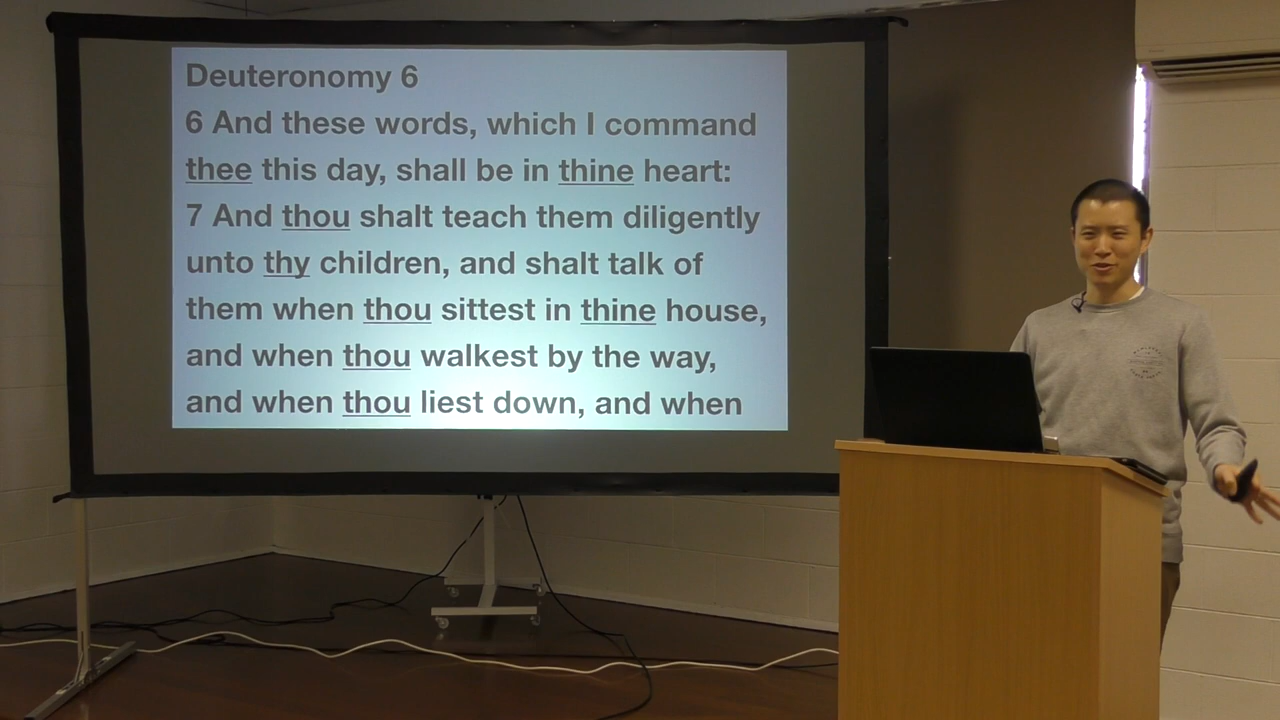 Deuteronomy 6
6 And these words, which I command
thee this day, shall be in thine heart:
7 And thou shalt teach them diligently
unto thy children, and shalt talk of
them when thou sittest in thine house,
and when thou walkest by the way,
and when thou liest down, and when